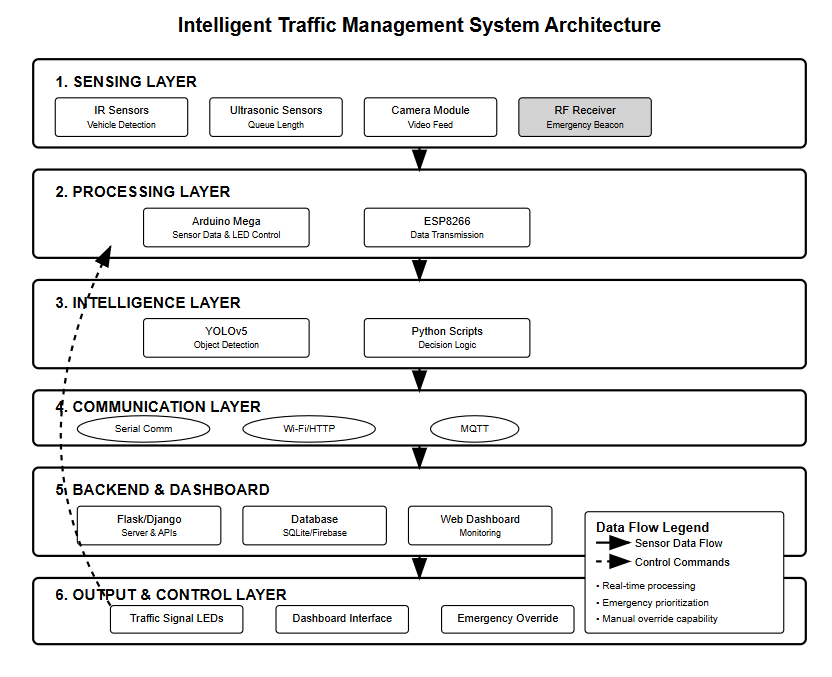 Intelligent Traffic Management System Architecture
1. SENSING LAYER
IR Sensors
Vehicle Detection
Ultrasonic Sensors
Queue Length
Camera Module
Video Feed
RF Receiver
Emergency Beacon
2. PROCESSING LAYER
Arduino Mega
Sensor Data & LED Control
ESP8266
Data Transmission
3. INTELLIGENCE LAYER
YOLOv5
Object Detection
Python Scripts
Decision Logic
4. COMMUNICATION LAYER
Serial Comm
Wi-Fi/HTTP
MQTT
5. BACKEND & DASHBOARD
Flask/Django
Server & APIs
Database
SQLite/Firebase
Web Dashboard
Monitoring
Data Flow Legend
Sensor Data Flow
Control Commands
• Real-time processing
• Emergency prioritization
• Manual override capability
6. OUTPUT & CONTROL LAYER
Traffic Signal LEDs
Dashboard Interface
Emergency Override